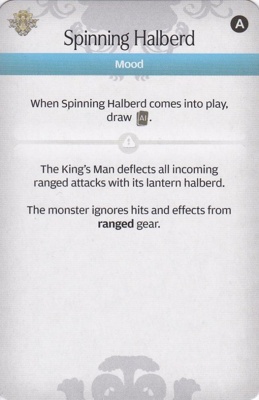 A
Spinning Halberd
Mood
When Spinning Halberd comes into play,
draw AI.
The King's Man deflects all incoming
ranged attacks with its lantern halberd.
The monster ignores hits and effects from
ranged gear.